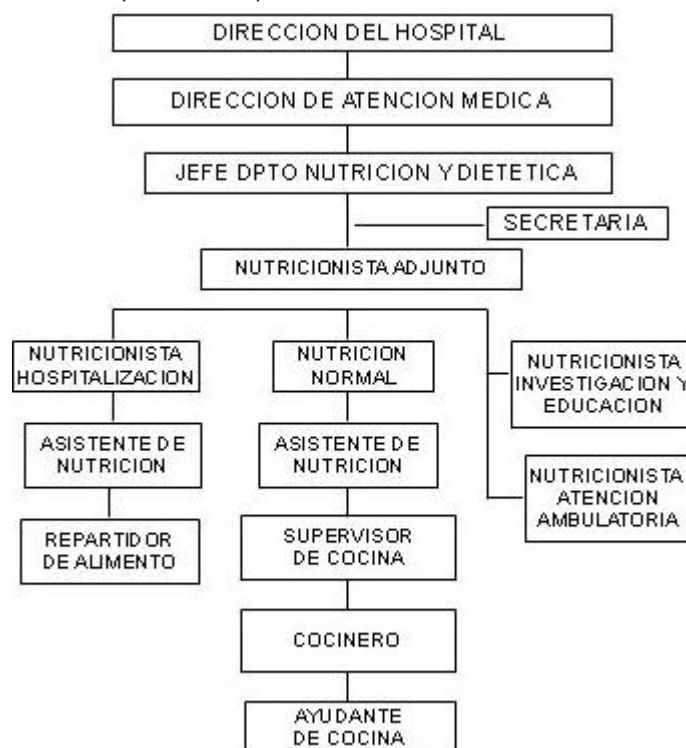 DIRECCION DEL HOSPITAL
DIRECCION DE ATENCION MEDICA
JEFE DPTO NUTRICION Y DIETETICA
SECRETARIA
NUTRICIONISTA ADJUNTO
NUTRICIONISTA
HOSPITALIZACION
NUTRICION
NORMAL
NUTRICIONISTA
INVESTIGACION Y
EDUCACION
ASISTENTE DE
NUTRICION
ASISTENTE DE
NUTRICION
NUTRICIONISTA
ATENCION
AMBULATORIA
REPARTIDOR
DE ALIMENTO
SUPERVISOR
DE COCINA
COCINERO
AYUDANTE
DE COCINA